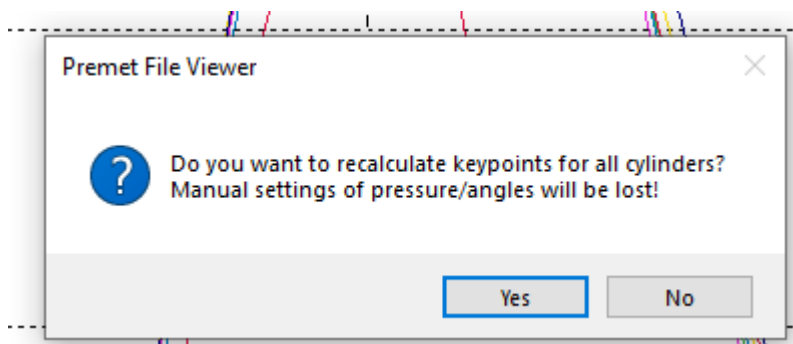 Premet File Viewer
Do you want to recalculate keypoints for all cylinders?
Manual settings of pressure/angles will be lost!
Yes
No